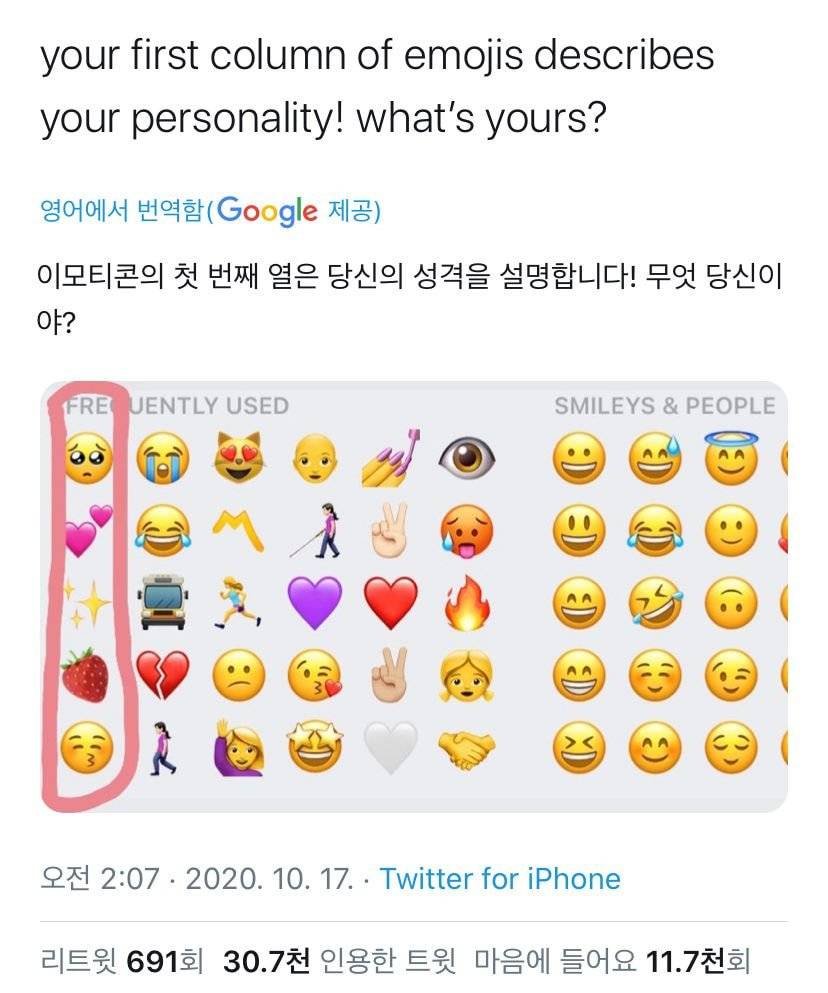 your first column of emojis describes
your personality! what's yours?
영어에서 번역함(Google 제공)
이모티콘의 첫 번째 열은 당신의 성격을 설명합니다! 무엇 당신이
야?
FREQUENTLY USED SMILEYS & PEOPLE
오전 2:07 · 2020. 10. 17. · Twitter for iPhone
리트윗 691회 30.7천 인용한 트윗 마음에 들어요 11.7천회